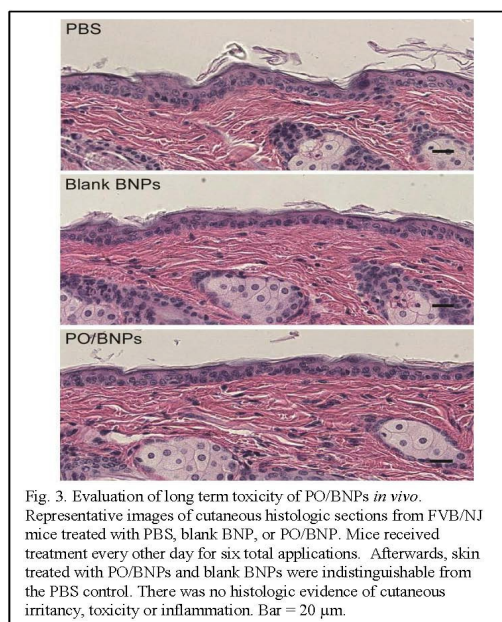 PBS
Blank BNPs
PO/BNPs
Fig. 3. Evaluation of long term toxicity of PO/BNPs in vivo.
Representative images of cutaneous histologic sections from FVB/NJ
mice treated with PBS, blank BNP, or PO/BNP. Mice received
treatment every other day for six total applications. Afterwards, skin
treated with PO/BNPs and blank BNPs were indistinguishable from
the PBS control. There was no histologic evidence of cutaneous
irritancy, toxicity or inflammation. Bar = 20 μm.